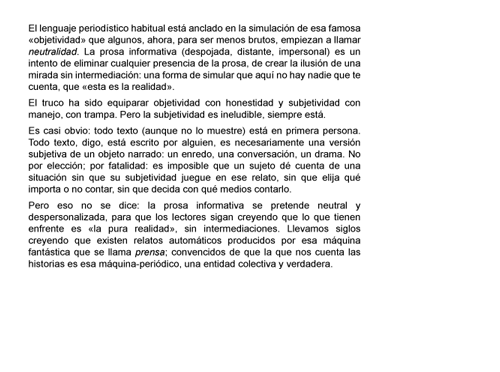 El lenguaje periodístico habitual está anclado en la simulación de esa famosa
«objetividad» que algunos, ahora, para ser menos brutos, empiezan a llamar
neutralidad. La prosa informativa (despojada, distante, impersonal) es un
intento de eliminar cualquier presencia de la prosa, de crear la ilusión de una
mirada sin intermediación: una forma de simular que aquí no hay nadie que te
cuenta, que «esta es la realidad».
El truco ha sido equiparar objetividad con honestidad y subjetividad con
manejo, con trampa. Pero la subjetividad es ineludible, siempre está.
Es casi obvio: todo texto (aunque no lo muestre) está en primera persona.
Todo texto, digo, está escrito por alguien, es necesariamente una versión
subjetiva de un objeto narrado: un enredo, una conversación, un drama. No
por elección; por fatalidad: es imposible que un sujeto dé cuenta de una
situación sin que su subjetividad juegue en ese relato, sin que elija qué
importa o no contar, sin que decida con qué medios contarlo.
Pero eso no se dice: la prosa informativa se pretende neutral y
despersonalizada, para que los lectores sigan creyendo que lo que tienen
enfrente es «la pura realidad», sin intermediaciones. Llevamos siglos
creyendo que existen relatos automáticos producidos por esa máquina
fantástica que se llama prensa; convencidos de que la que nos cuenta las
historias es esa máquina-periódico, una entidad colectiva y verdadera.